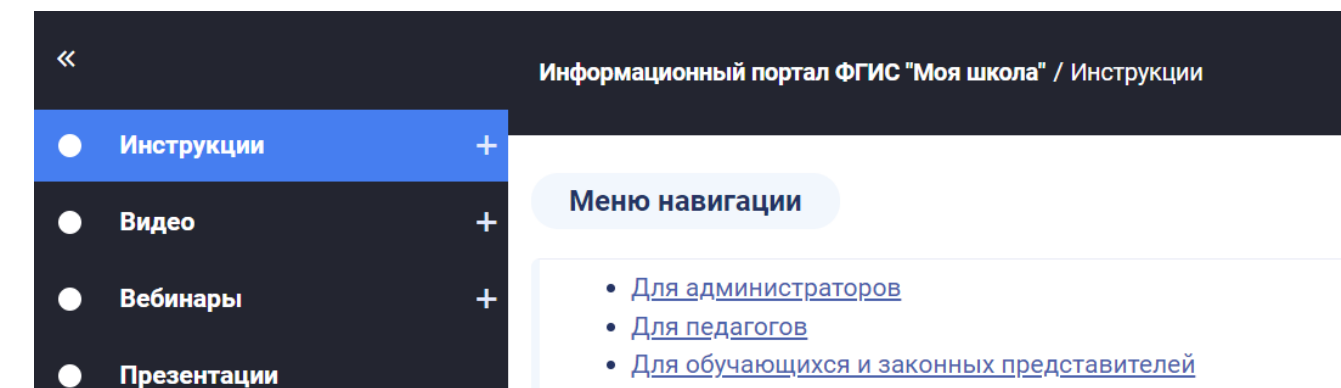 «
Информационный портал ФГИС "Моя школа" / Инструкции
Инструкции +
Видео +
Вебинары +
Презентации
Меню навигации
Для администраторов
Для педагогов
Для обучающихся и законных представителей